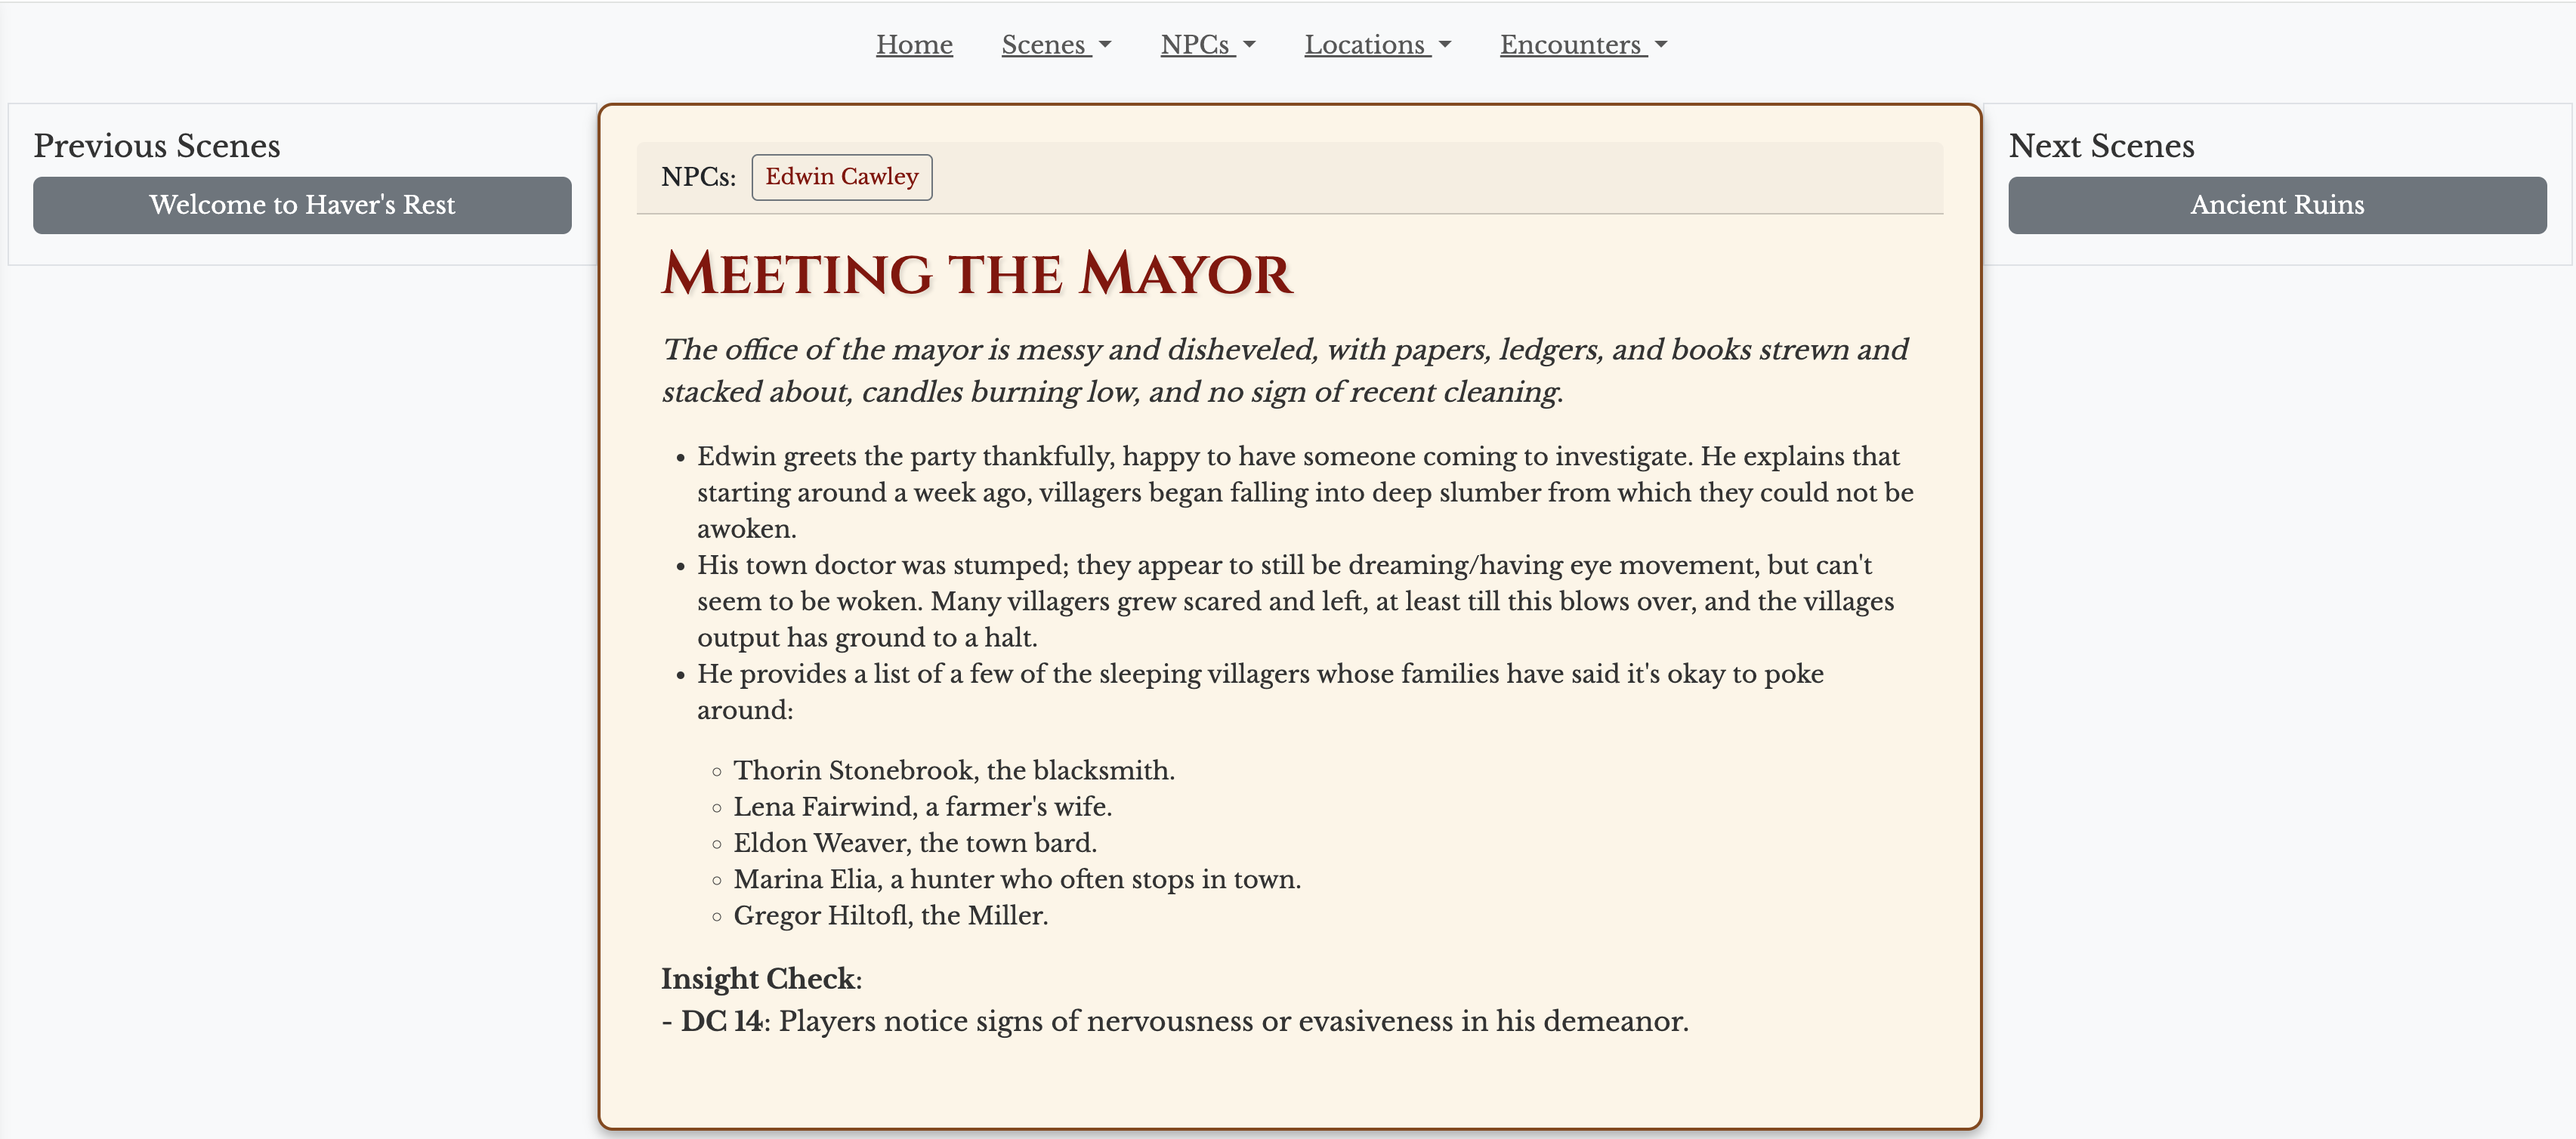 Home Scenes NPCs Locations Encounters
Previous Scenes
Welcome to Haver's Rest
NPCs: Edwin Cawley
Meeting the Mayor
The office of the mayor is messy and disheveled, with papers, ledgers, and books strewn and
stacked about, candles burning low, and no sign of recent cleaning.
• Edwin greets the party thankfully, happy to have someone coming to investigate. He explains that
starting around a week ago, villagers began falling into deep slumber from which they could not be
awoken.
• His town doctor was stumped; they appear to still be dreaming/having eye movement, but can't
seem to be woken. Many villagers grew scared and left, at least till this blows over, and the villages
output has ground to a halt.
• He provides a list of a few of the sleeping villagers whose families have said it's okay to poke
around:
◦ Thorin Stonebrook, the blacksmith.
◦ Lena Fairwind, a farmer's wife.
◦ Eldon Weaver, the town bard.
◦ Marina Elia, a hunter who often stops in town.
◦ Gregor Hiltofl, the Miller.
Insight Check:
- DC 14: Players notice signs of nervousness or evasiveness in his demeanor.
Next Scenes
Ancient Ruins